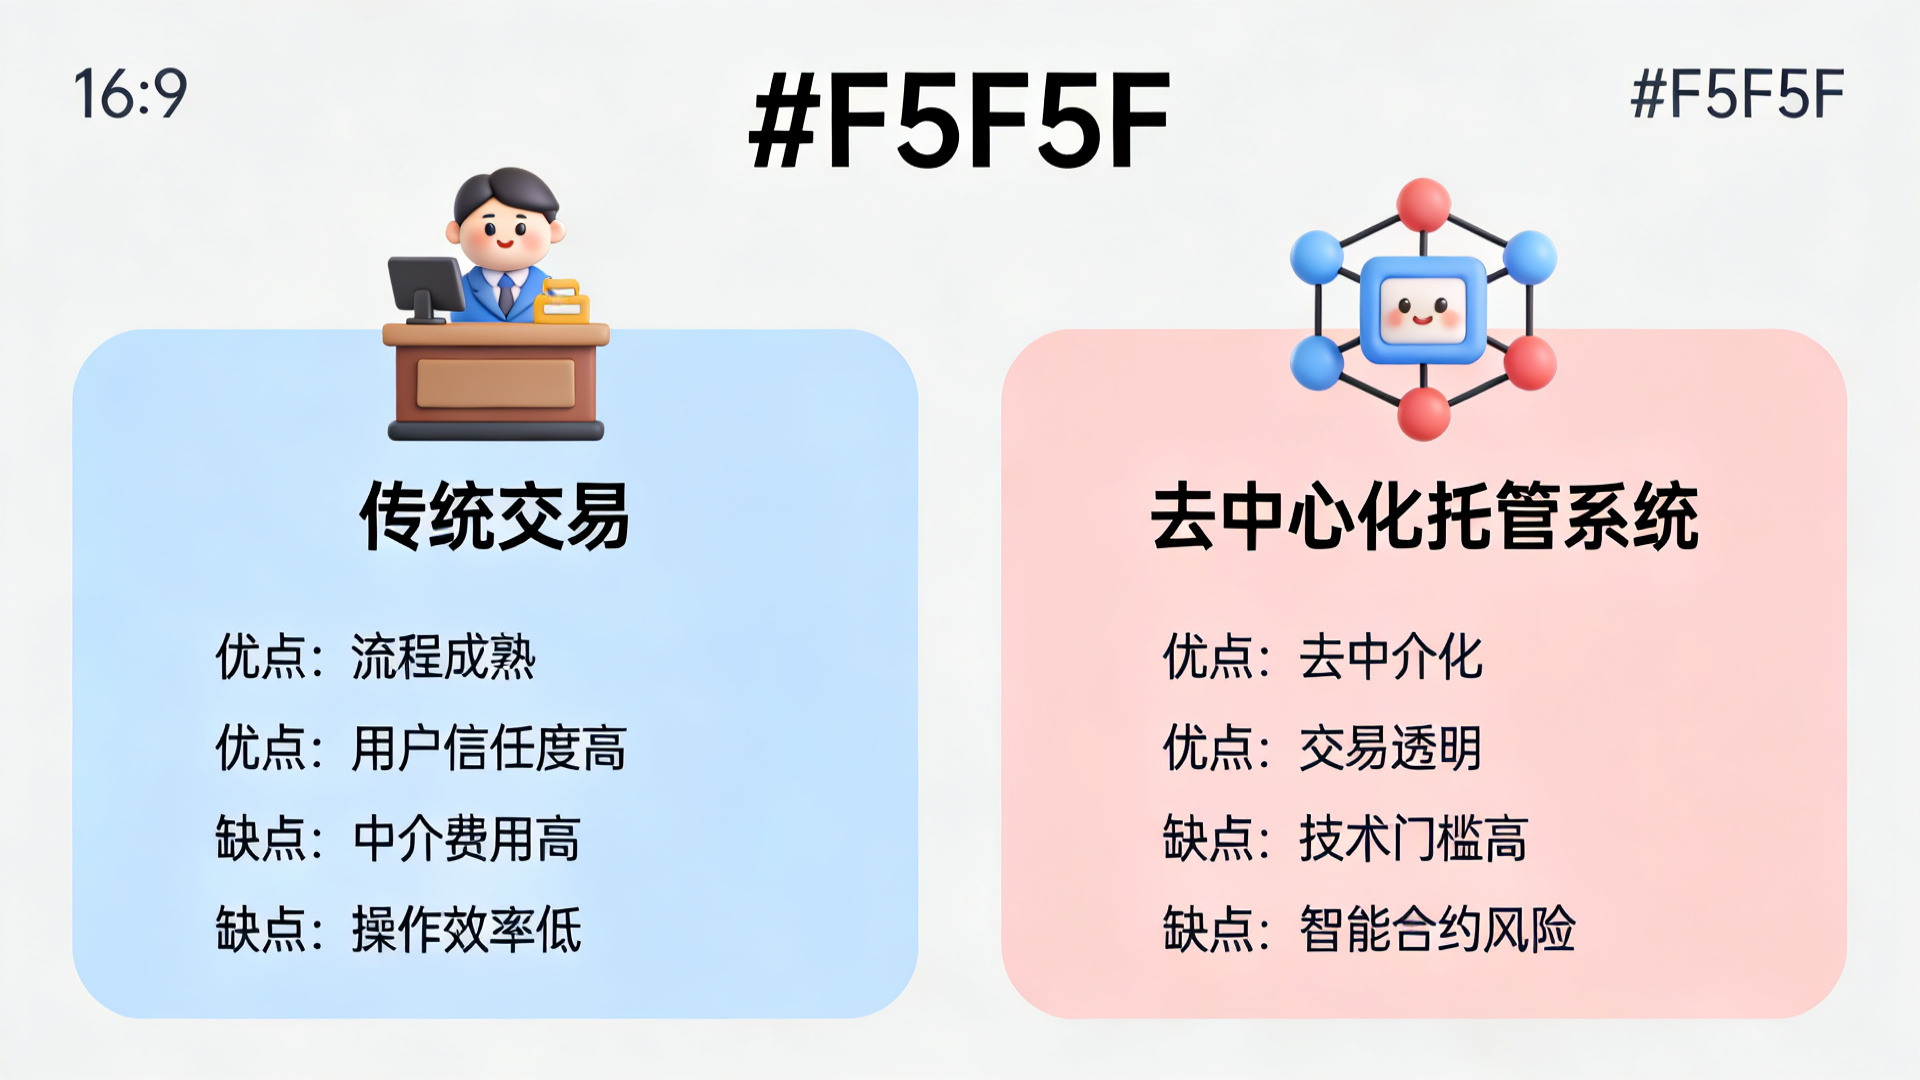 16:9
#F5F5F
#F5F5F
传统交易
优点：流程成熟
优点：用户信任度高
缺点：中介费用高
缺点：操作效率低
去中心化托管系统
优点：去中介化
优点：交易透明
缺点：技术门槛高
缺点：智能合约风险